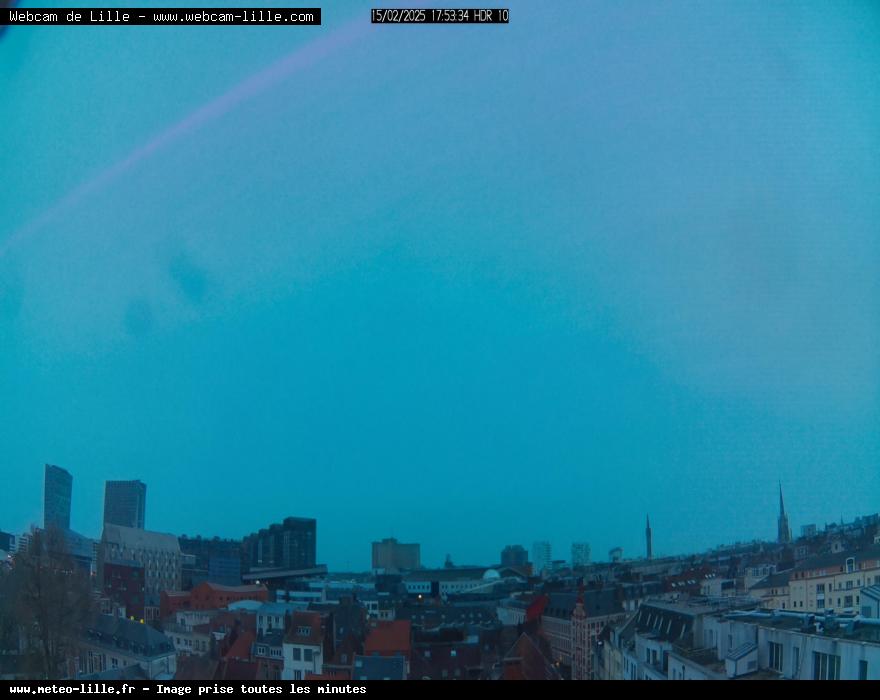 Webcam de Lille - www.webcam-lille.com
15/02/2025 17:53:34 HDR 10
www.meteo-lille.fr - Image prise toutes les minutes